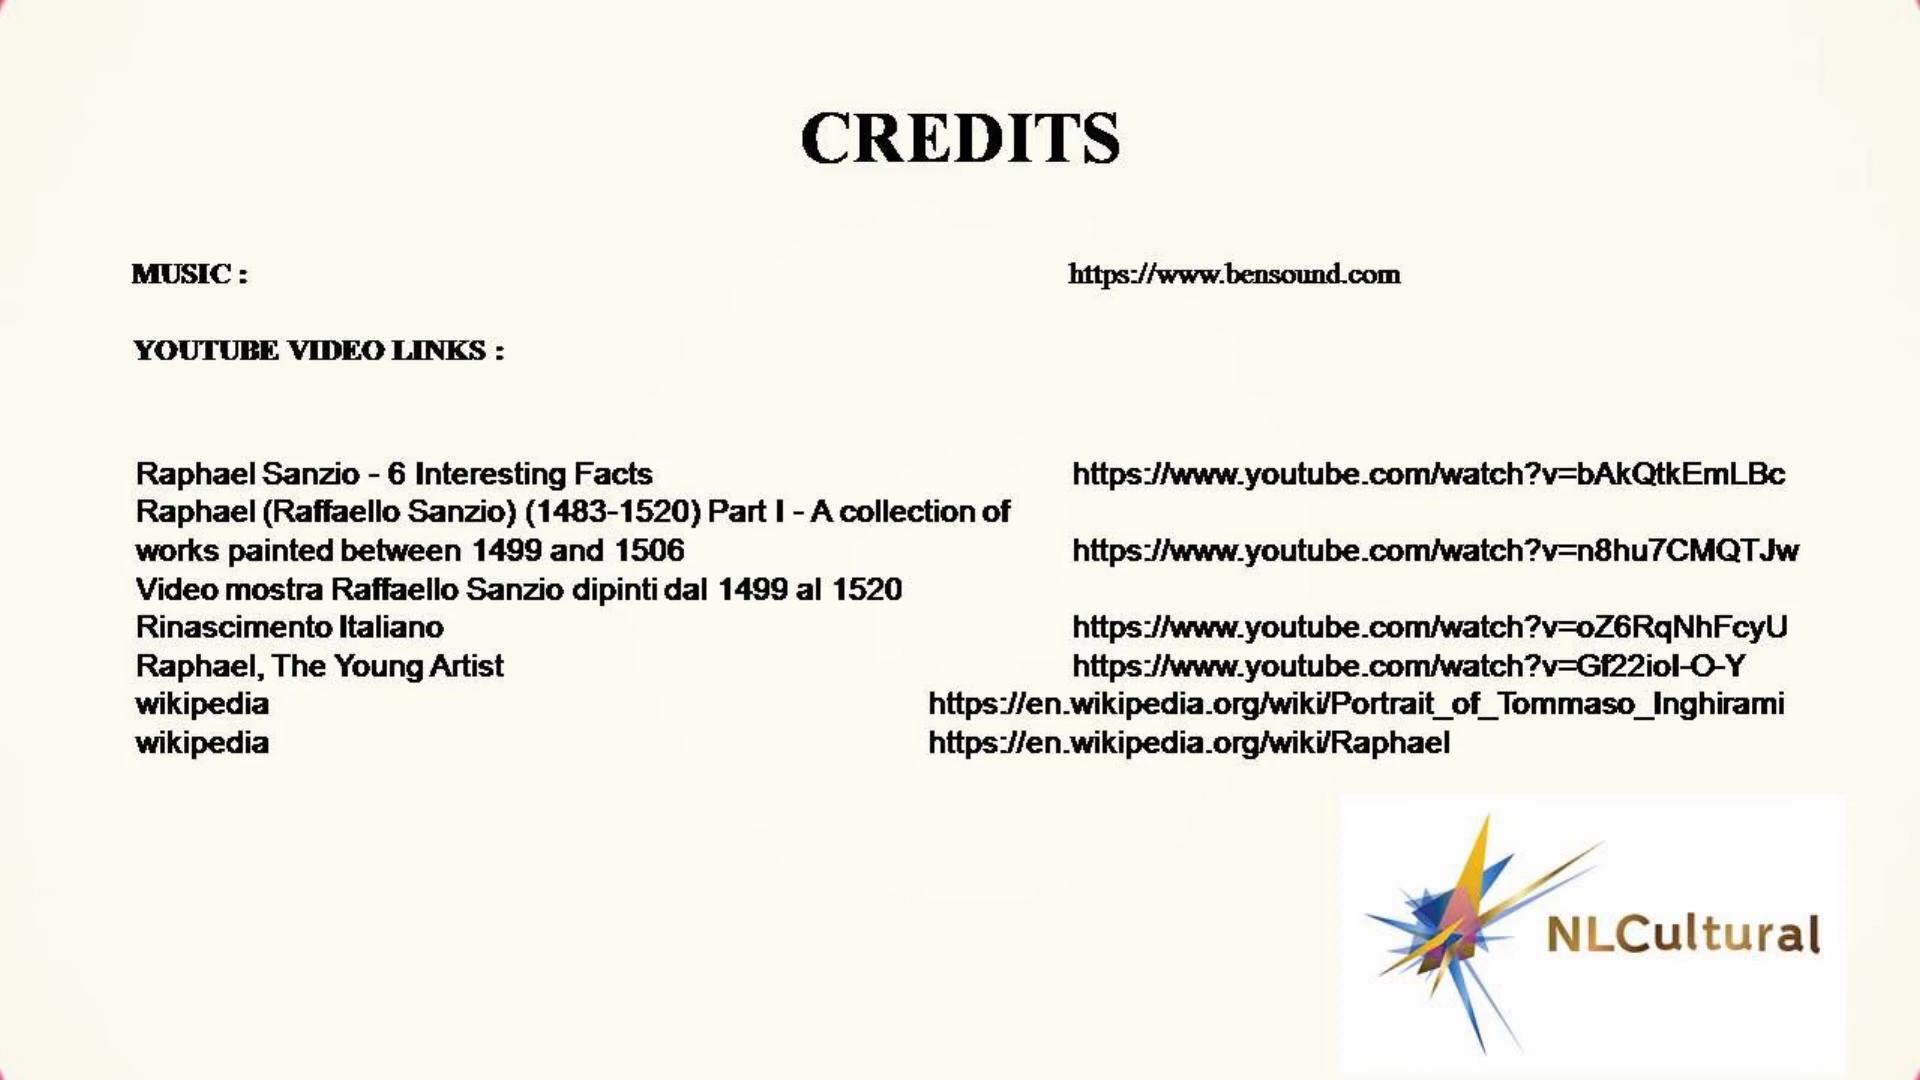 CREDITS
MUSIC : https://www.bensound.com
YOUTUBE VIDEO LINKS :
Raphael Sanzio - 6 Interesting Facts https://www.youtube.com/watch?v=bAkQtkEmLBc
Raphael (Raffaello Sanzio) (1483-1520) Part I - A collection of
works painted between 1499 and 1506 https://www.youtube.com/watch?v=n8hu7CMQTJw
Video mostra Raffaello Sanzio dipinti dal 1499 al 1520
Rinascimento Italiano https://www.youtube.com/watch?v=oZ6RqNhFcyU
Raphael, The Young Artist https://www.youtube.com/watch?v=Gf22iol-O-Y
wikipedia https://en.wikipedia.org/wiki/Portrait_of_Tommaso_Inghirami
wikipedia https://en.wikipedia.org/wiki/Raphael
NLCultural